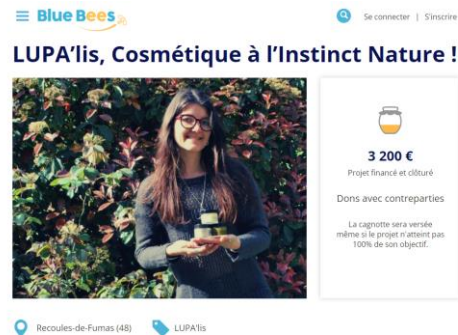 Blue Bees
Se connecter | S'inscrire
LUPA'lis, Cosmétique à l'Instinct Nature !
3 200 €
Projet financé et clôturé
Dons avec contreparties
La cagnotte sera versée
même si le projet n'atteint pas
100% de son objectif.
Recoules-de-Fumas (48)
LUPA'lis